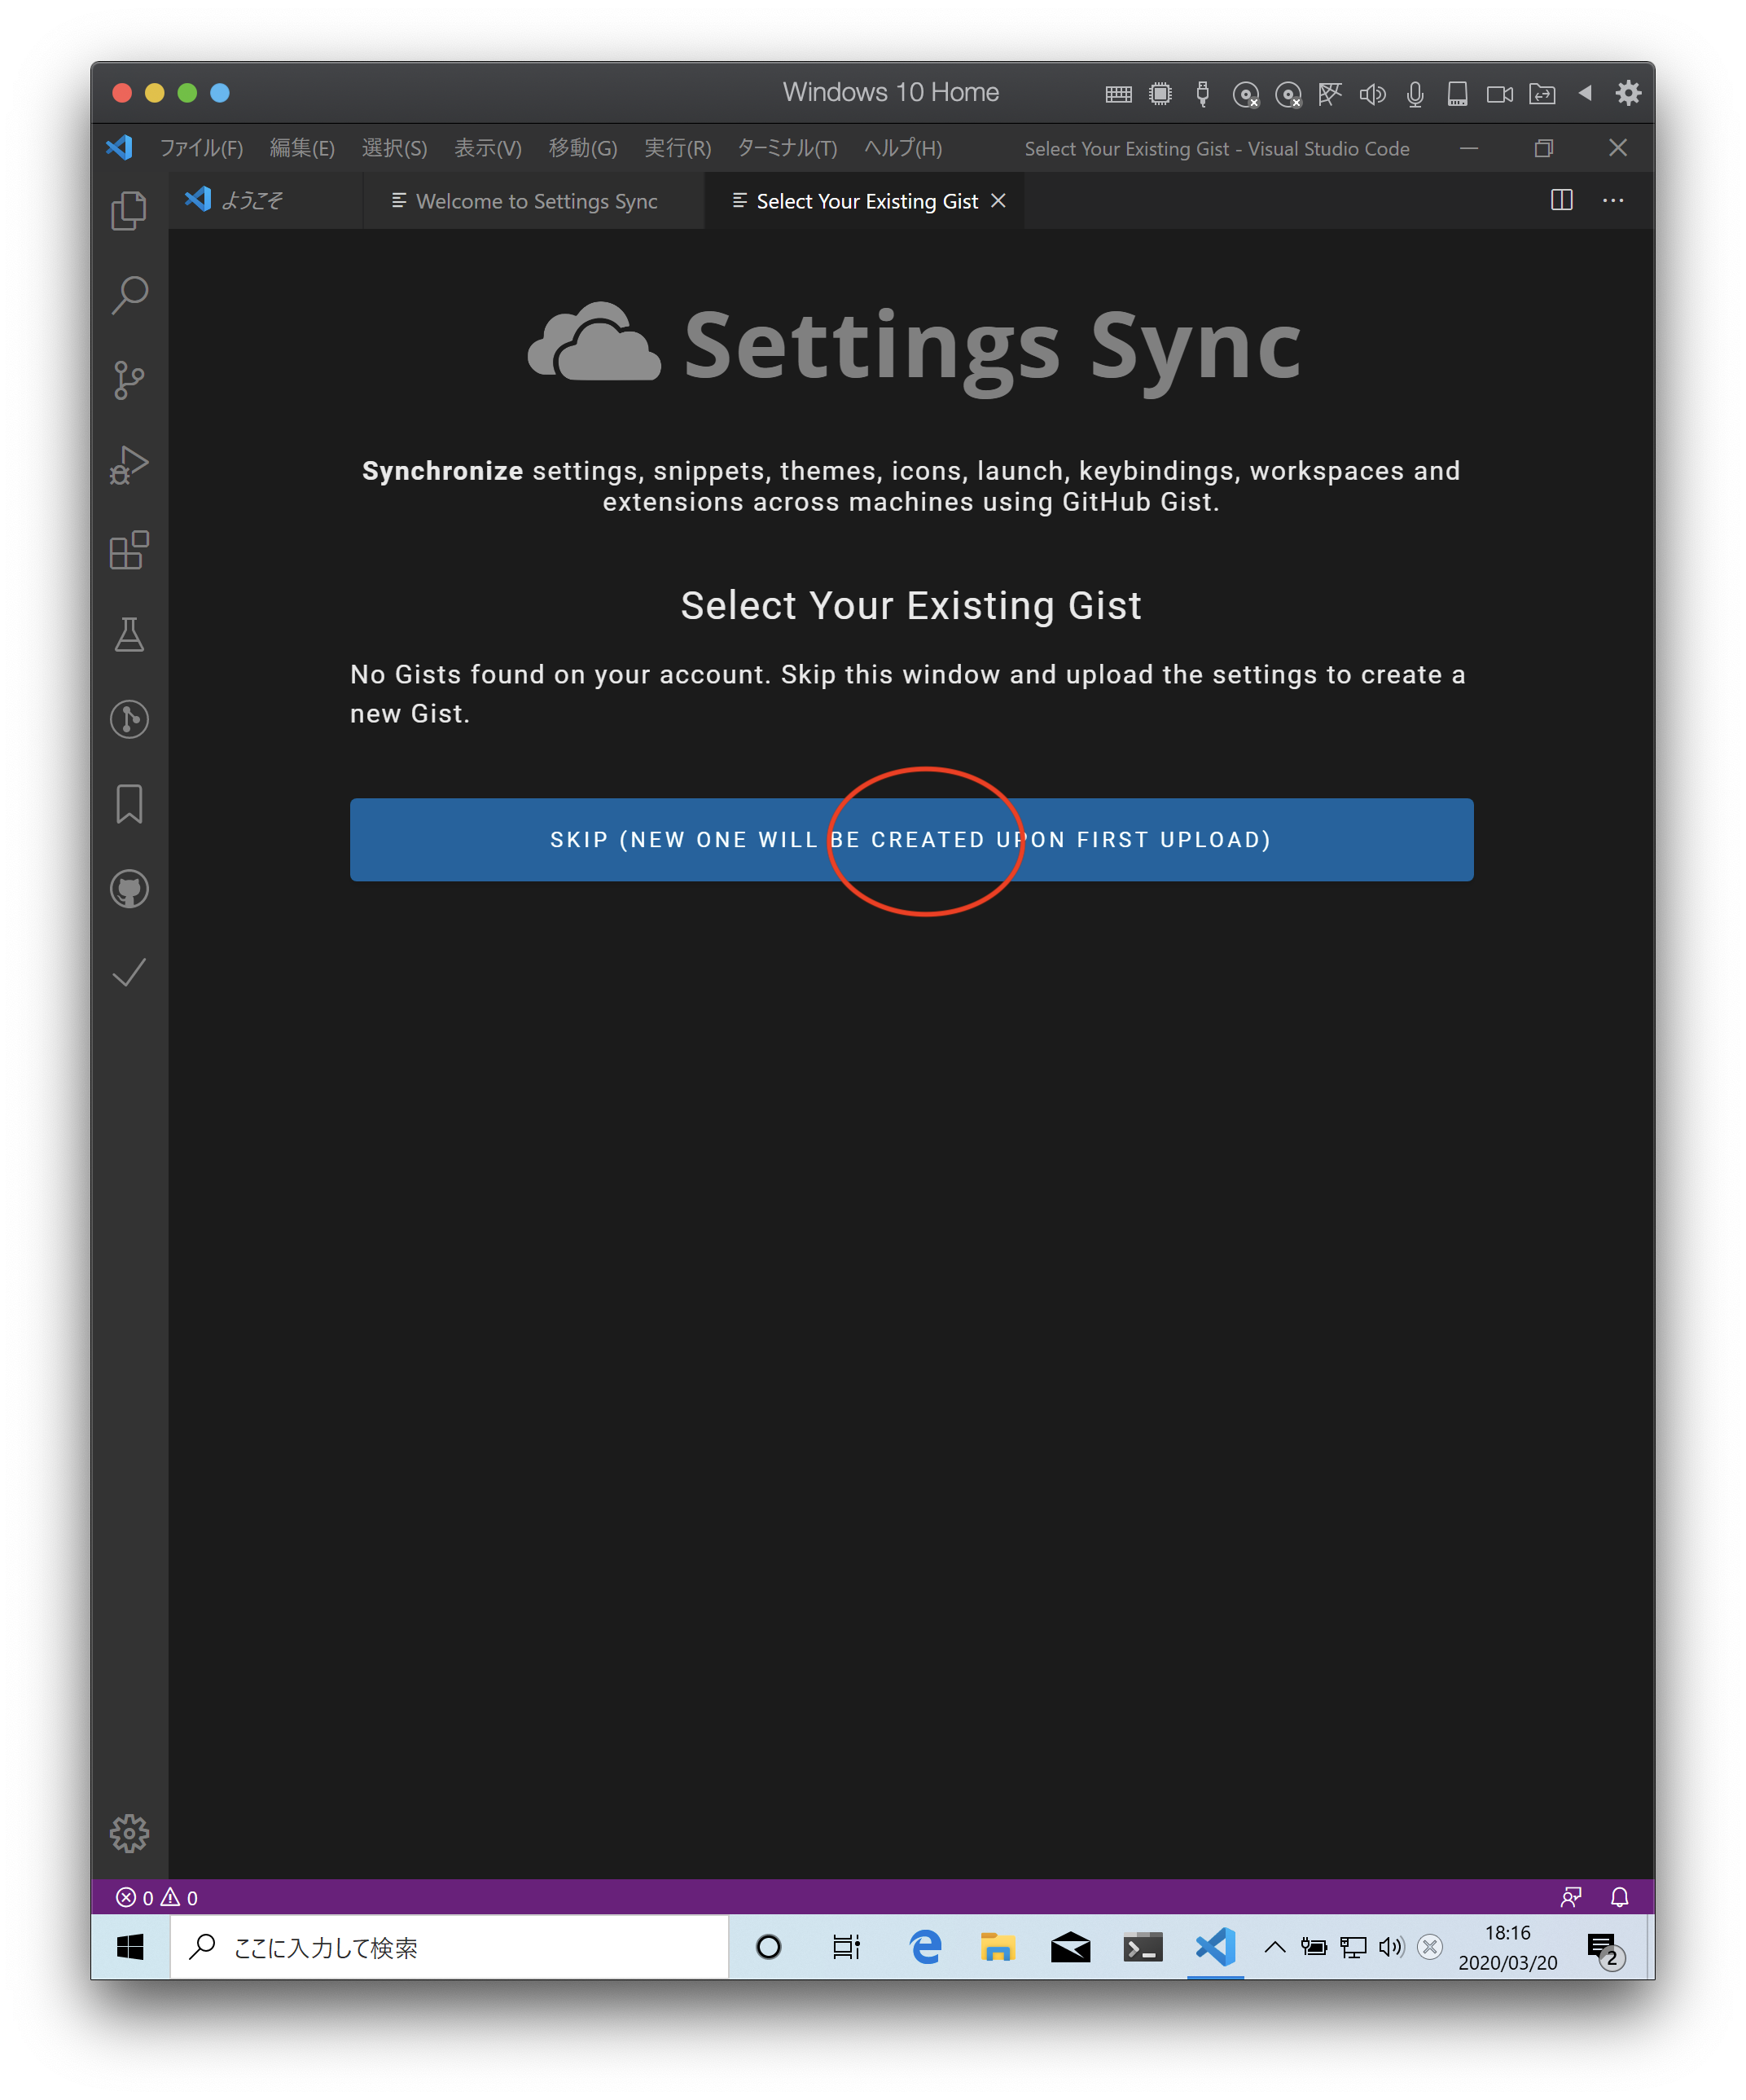 Windows 10 Home
ファイル(F) 編集(E) 選択(S) 表示(V) 移動(G) 実行(R) ターミナル(T) ヘルプ(H) Select Your Existing Gist - Visual Studio Code
ようこそ Welcome to Settings Sync Select Your Existing Gist
Settings Sync
Synchronize settings, snippets, themes, icons, launch, keybindings, workspaces and
extensions across machines using GitHub Gist.
Select Your Existing Gist
No Gists found on your account. Skip this window and upload the settings to create a
new Gist.
SKIP (NEW ONE WILL BE CREATED UPON FIRST UPLOAD)
0 0
ここに入力して検索
18:16
2020/03/20
2